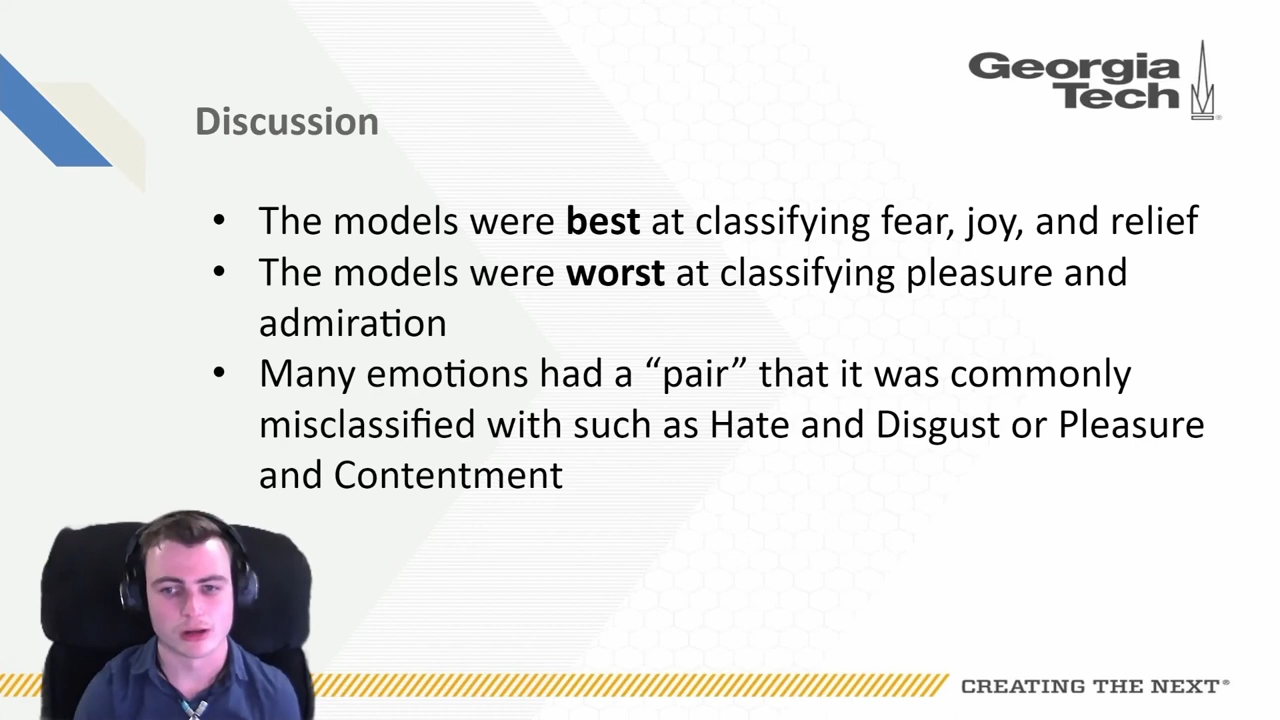 Georgia
Tech
Discussion
• The models were best at classifying fear, joy, and relief
• The models were worst at classifying pleasure and
admiration
• Many emotions had a “pair” that it was commonly
misclassified with such as Hate and Disgust or Pleasure
and Contentment
CREATING THE NEXT®